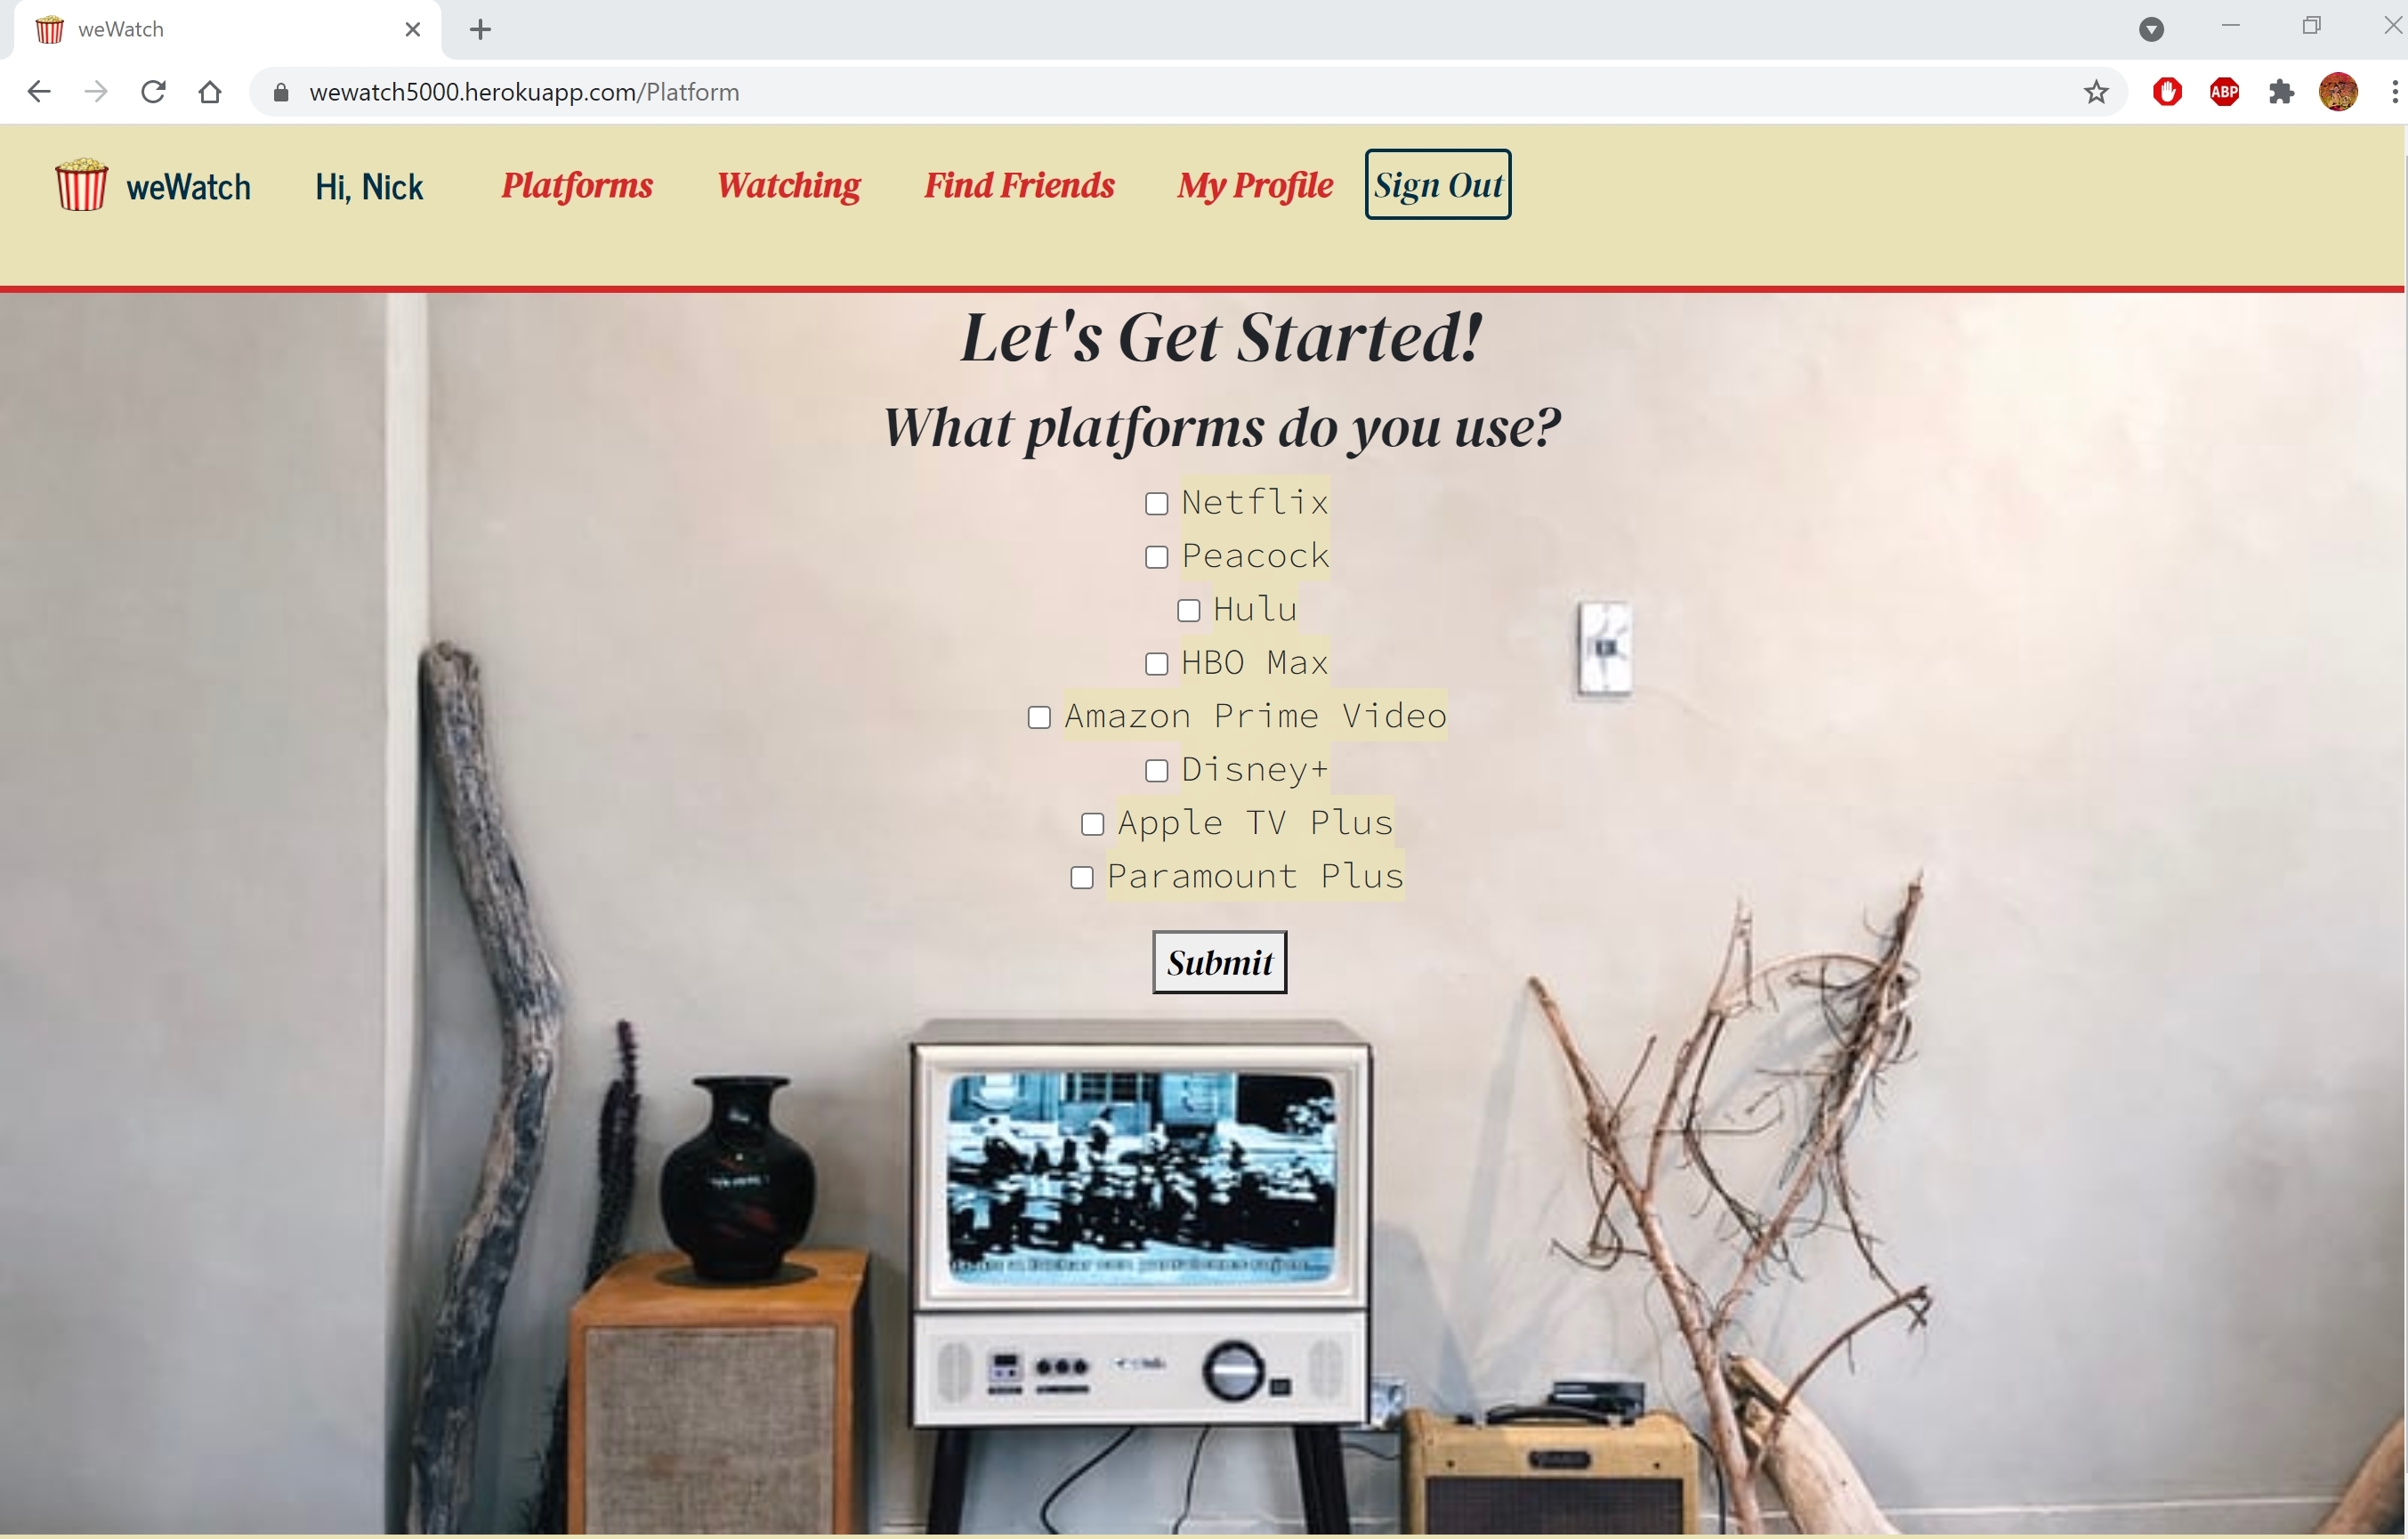 weWatch
wewatch5000.herokuapp.com/Platform
ABP
weWatch Hi, Nick Platforms Watching Find Friends My Profile Sign Out
Let's Get Started!
What platforms do you use?
Netflix
Peacock
Hulu
HBO Max
Amazon Prime Video
Disney+
Apple TV Plus
Paramount Plus
Submit